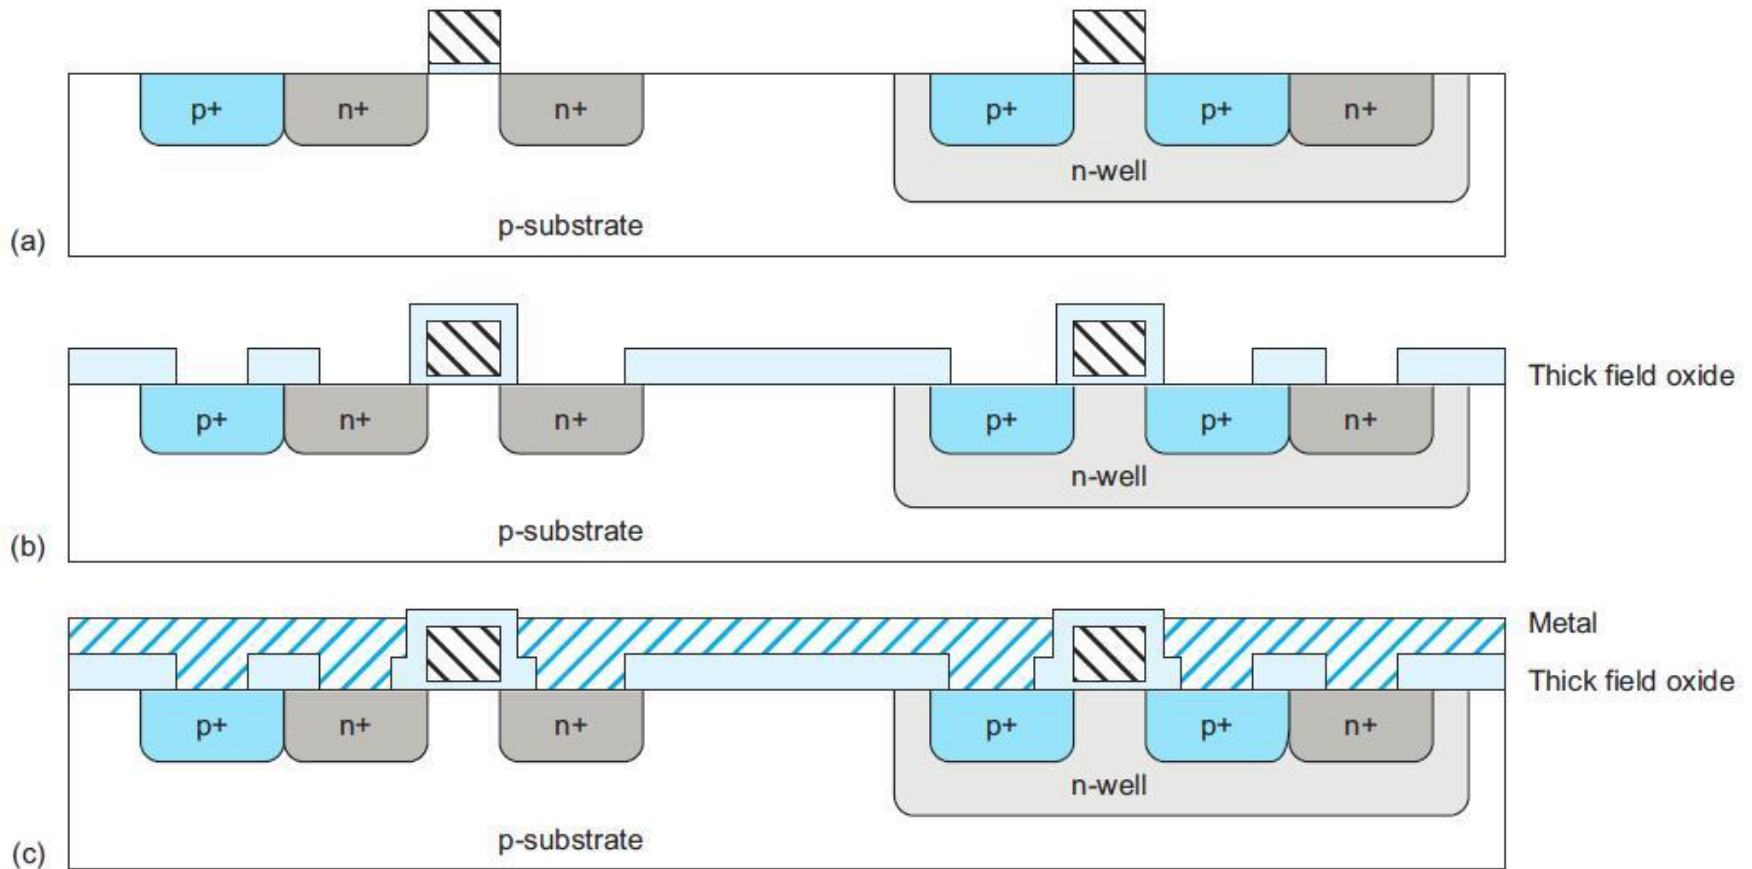 p+
n+
n+
p+
p+
n+
n-well
p-substrate
(a)
Thick field oxide
p+
n+
n+
p+
p+
n+
n-well
p-substrate
(b)
Metal
Thick field oxide
p+
n+
n+
p+
p+
n+
n-well
p-substrate
(c)